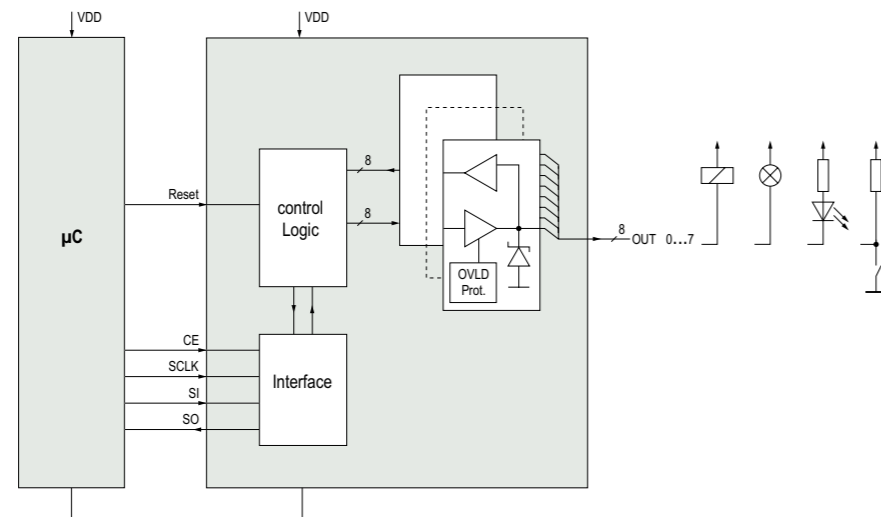 VDD
VDD
8
Reset
control
Logic
8
8
µC
OUT 0...7
OVLD
Prot.
CE
SCLK
Interface
SI
SO